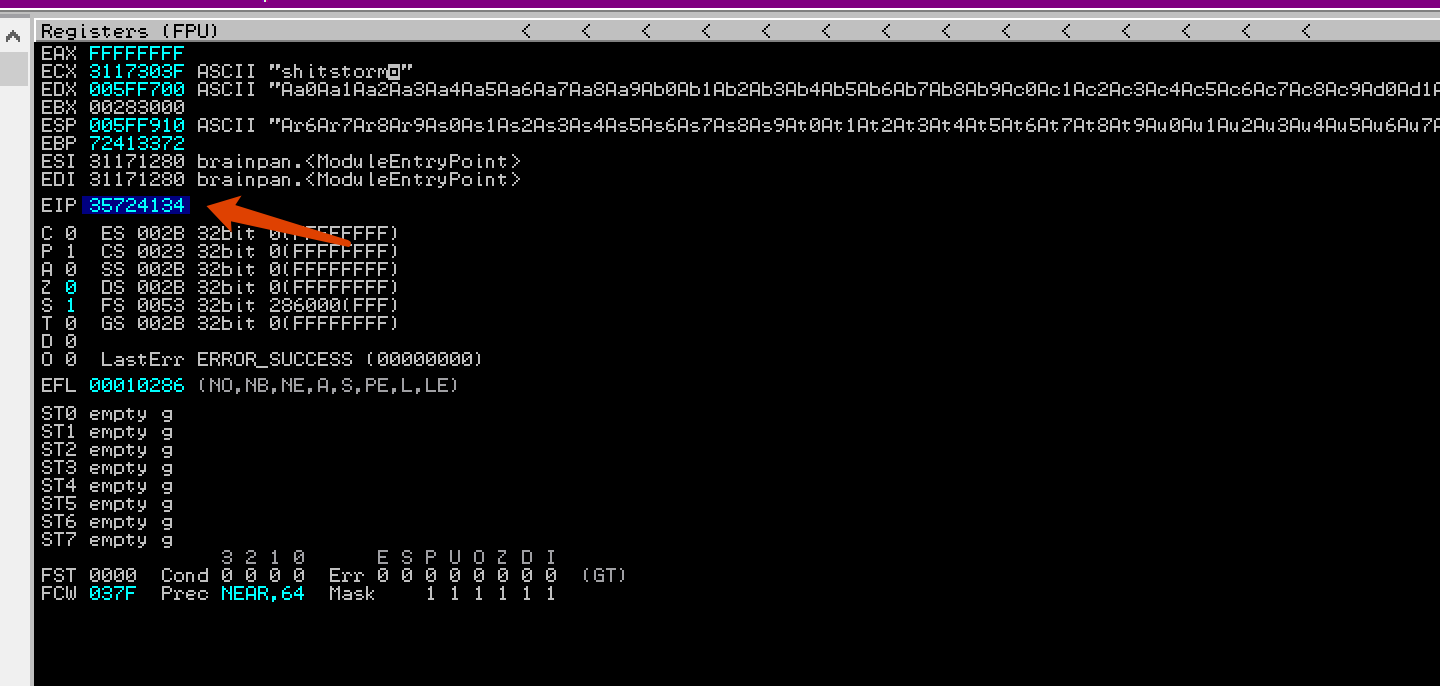 Registers (FPU) < < < < < < < < < < < < < <
EAX FFFFFFFF
ECX 3117303F ASCII "shitstorm◘"
EDX 005FF700 ASCII "Aa0Aa1Aa2Aa3Aa4Aa5Aa6Aa7Aa8Aa9Ab0Ab1Ab2Ab3Ab4Ab5Ab6Ab7Ab8Ab9Ac0Ac1Ac2Ac3Ac4Ac5Ac6Ac7Ac8Ac9Ad0Ad1A
EBX 00283000
ESP 005FF910 ASCII "Ar6Ar7Ar8Ar9As0As1As2As3As4As5As6As7As8As9At0At1At2At3At4At5At6At7At8At9Au0Au1Au2Au3Au4Au5Au6Au7A
EBP 72413372
ESI 31171280 brainpan.<ModuleEntryPoint>
EDI 31171280 brainpan.<ModuleEntryPoint>
EIP 35724134
C 0 ES 002B 32bit 0(FFFFFFFF)
P 1 CS 0023 32bit 0(FFFFFFFF)
A 0 SS 002B 32bit 0(FFFFFFFF)
Z 0 DS 002B 32bit 0(FFFFFFFF)
S 1 FS 0053 32bit 286000(FFF)
T 0 GS 002B 32bit 0(FFFFFFFF)
D 0
O 0 LastErr ERROR_SUCCESS (00000000)
EFL 00010286 (NO,NB,NE,A,S,PE,L,LE)
ST0 empty g
ST1 empty g
ST2 empty g
ST3 empty g
ST4 empty g
ST5 empty g
ST6 empty g
ST7 empty g
3 2 1 0 E S P U O Z D I
FST 0000 Cond 0 0 0 0 Err 0 0 0 0 0 0 0 0 (GT)
FCW 037F Prec NEAR,64 Mask 1 1 1 1 1 1